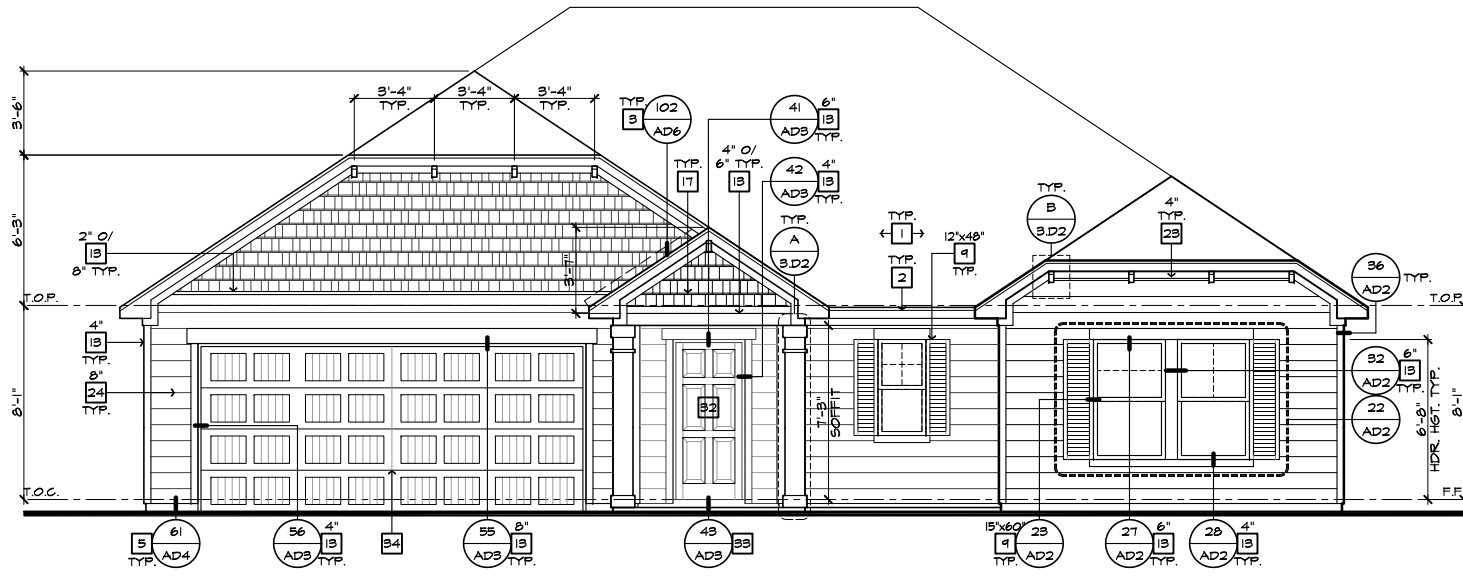 3'-6"
6'-3"
8'-1"
T.O.P.
T.O.C.
3'-4"
TYP.
3'-4"
TYP.
3'-4"
TYP.
TYP.
3
102
AD6
41
AD3
6"
13
TYP.
42
AD3
4"
13
TYP.
TYP.
17
4" O/
6" TYP.
13
TYP.
A
3.D2
TYP.
1
TYP.
2
12"x48"
9
TYP.
TYP.
B
3.D2
4"
23
36
AD2
TYP.
T.O.P.
2" O/
13
8" TYP.
3'-7"
4"
13
TYP.
8"
24
TYP.
32
7'-3"
SOFFIT
32
AD2
6"
13
TYP.
22
AD2
6'-8"
HDR. HGT. TYP.
8'-1"
F.F.
5
TYP.
61
AD4
56
AD3
4"
13
TYP.
34
55
AD3
8"
13
TYP.
43
AD3
33
15"x60"
9
TYP.
23
AD2
27
AD2
6"
13
TYP.
28
AD2
4"
13
TYP.